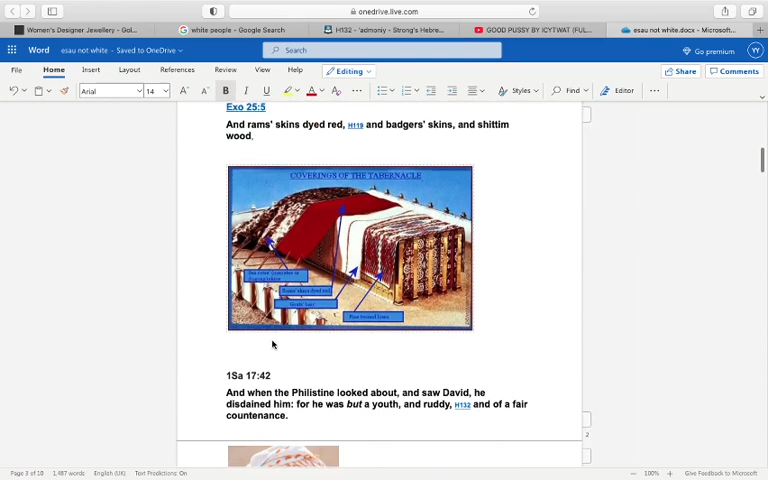 onedrive.live.com
Women's Designer Jewellery - Gol...
white people - Google Search
H132 - 'admoniy - Strong's Hebre...
GOOD PUSSY BY ICYTWAT (FUL...
esau not white.docx - Microsoft...
Word esau not white - Saved to OneDrive
Search
Go premium
YY
File Home Insert Layout References Review View Help Editing Share Comments
Arial 14 B I U A Styles Find Editor
Exo 25:5
And rams' skins dyed red, H119 and badgers' skins, and shittim
wood.
COVERINGS OF THE TABERNACLE
Rams' skins dyed red
Goats' hair
Fine twined linen
1Sa 17:42
And when the Philistine looked about, and saw David, he
disdained him: for he was but a youth, and ruddy, H132 and of a fair
countenance.
2
Page 3 of 10 1,487 words English (UK) Text Predictions: On 100% Give Feedback to Microsoft